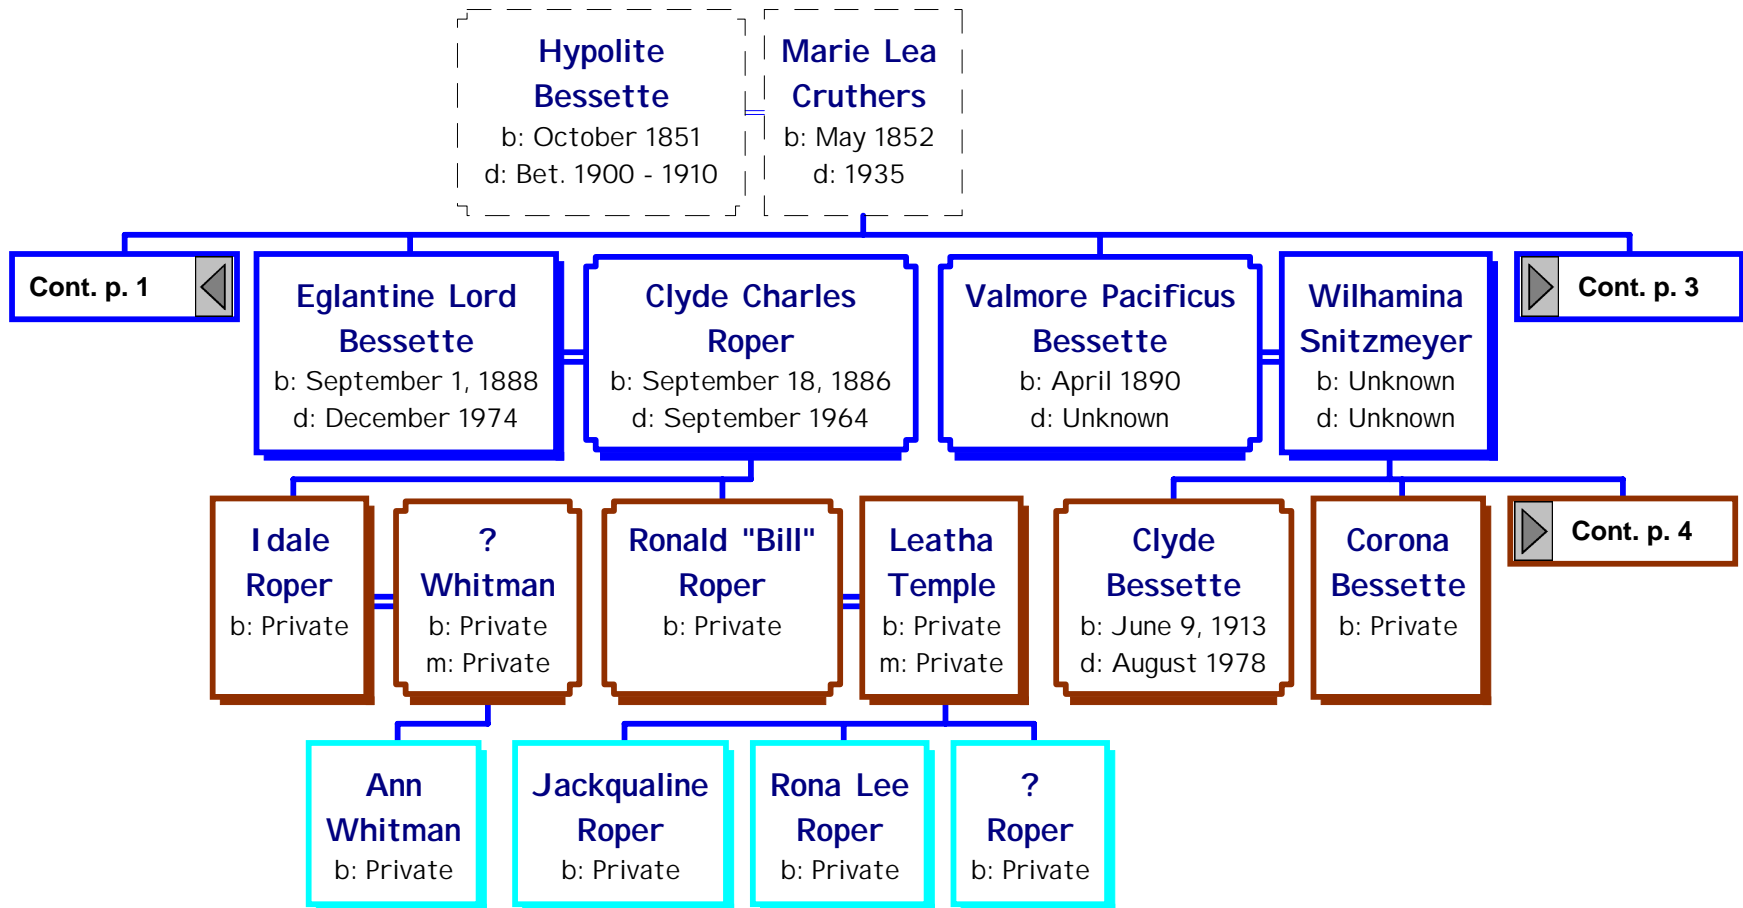 Hypolite
Bessette
b: October 1851
d: Bet. 1900 - 1910
Marie Lea
Cruthers
b: May 1852
d: 1935
Cont. p. 1
Eglantine Lord
Bessette
b: September 1, 1888
d: December 1974
Clyde Charles
Roper
b: September 18, 1886
d: September 1964
Valmore Pacificus
Bessette
b: April 1890
d: Unknown
Wilhamina
Snitzmeyer
b: Unknown
d: Unknown
Cont. p. 3
Idale
Roper
b: Private
?
Whitman
b: Private
m: Private
Ronald "Bill"
Roper
b: Private
Leatha
Temple
b: Private
m: Private
Clyde
Bessette
b: June 9, 1913
d: August 1978
Corona
Bessette
b: Private
Cont. p. 4
Ann
Whitman
b: Private
Jackqualine
Roper
b: Private
Rona Lee
Roper
b: Private
?
Roper
b: Private